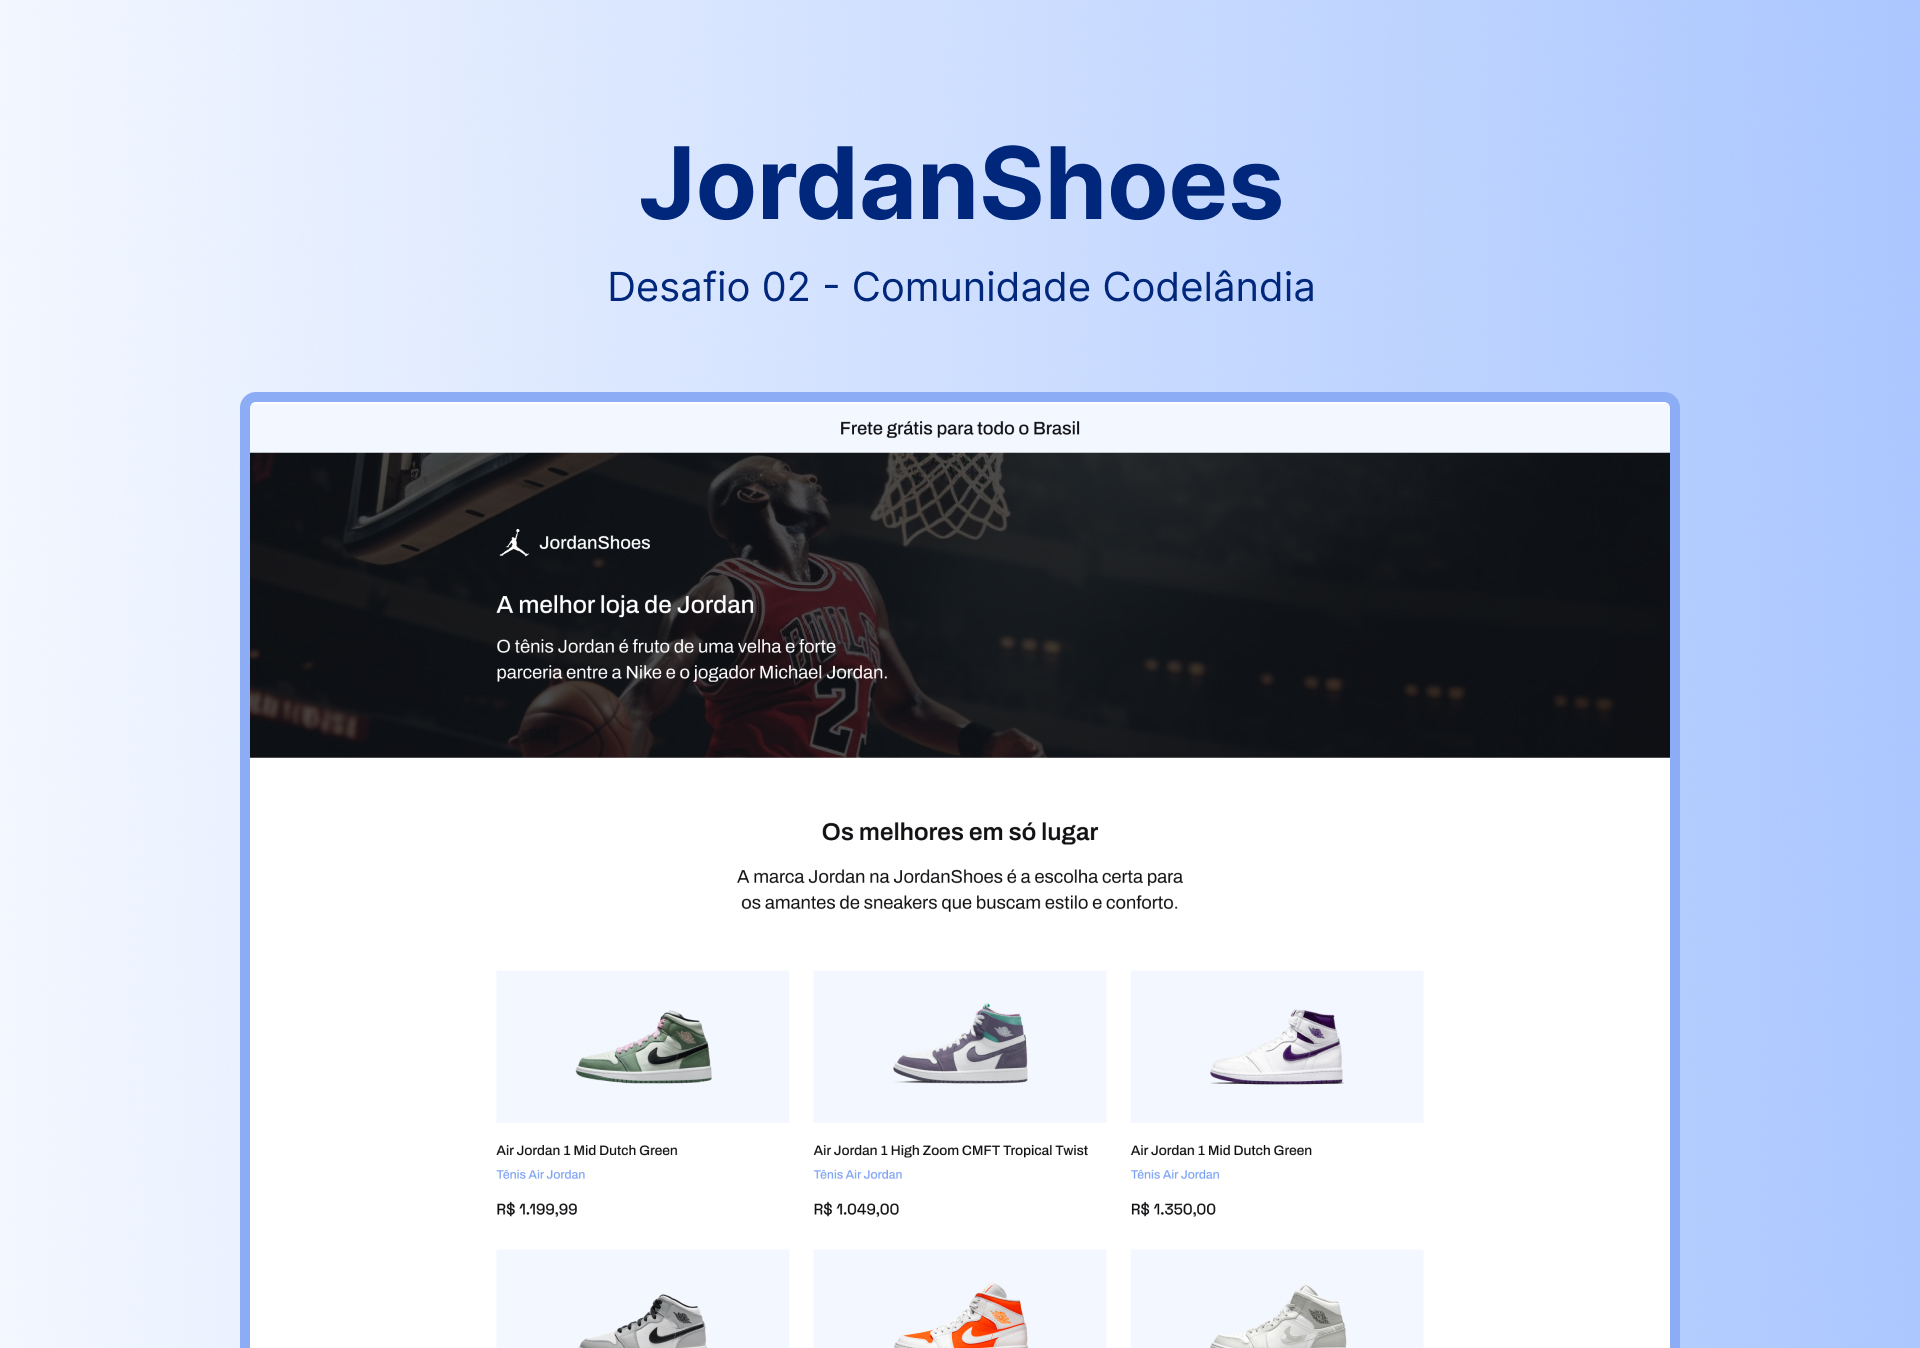 JordanShoes
Desafio 02 - Comunidade Codelândia
Frete grátis para todo o Brasil
JordanShoes
A melhor loja de Jordan
O tênis Jordan é fruto de uma velha e forte
parceria entre a Nike e o jogador Michael Jordan.
BULLS
2
Os melhores em só lugar
A marca Jordan na JordanShoes é a escolha certa para
os amantes de sneakers que buscam estilo e conforto.
Air Jordan 1 Mid Dutch Green
Tênis Air Jordan
R$ 1.199,99
Air Jordan 1 High Zoom CMFT Tropical Twist
Tênis Air Jordan
R$ 1.049,00
Air Jordan 1 Mid Dutch Green
Tênis Air Jordan
R$ 1.350,00